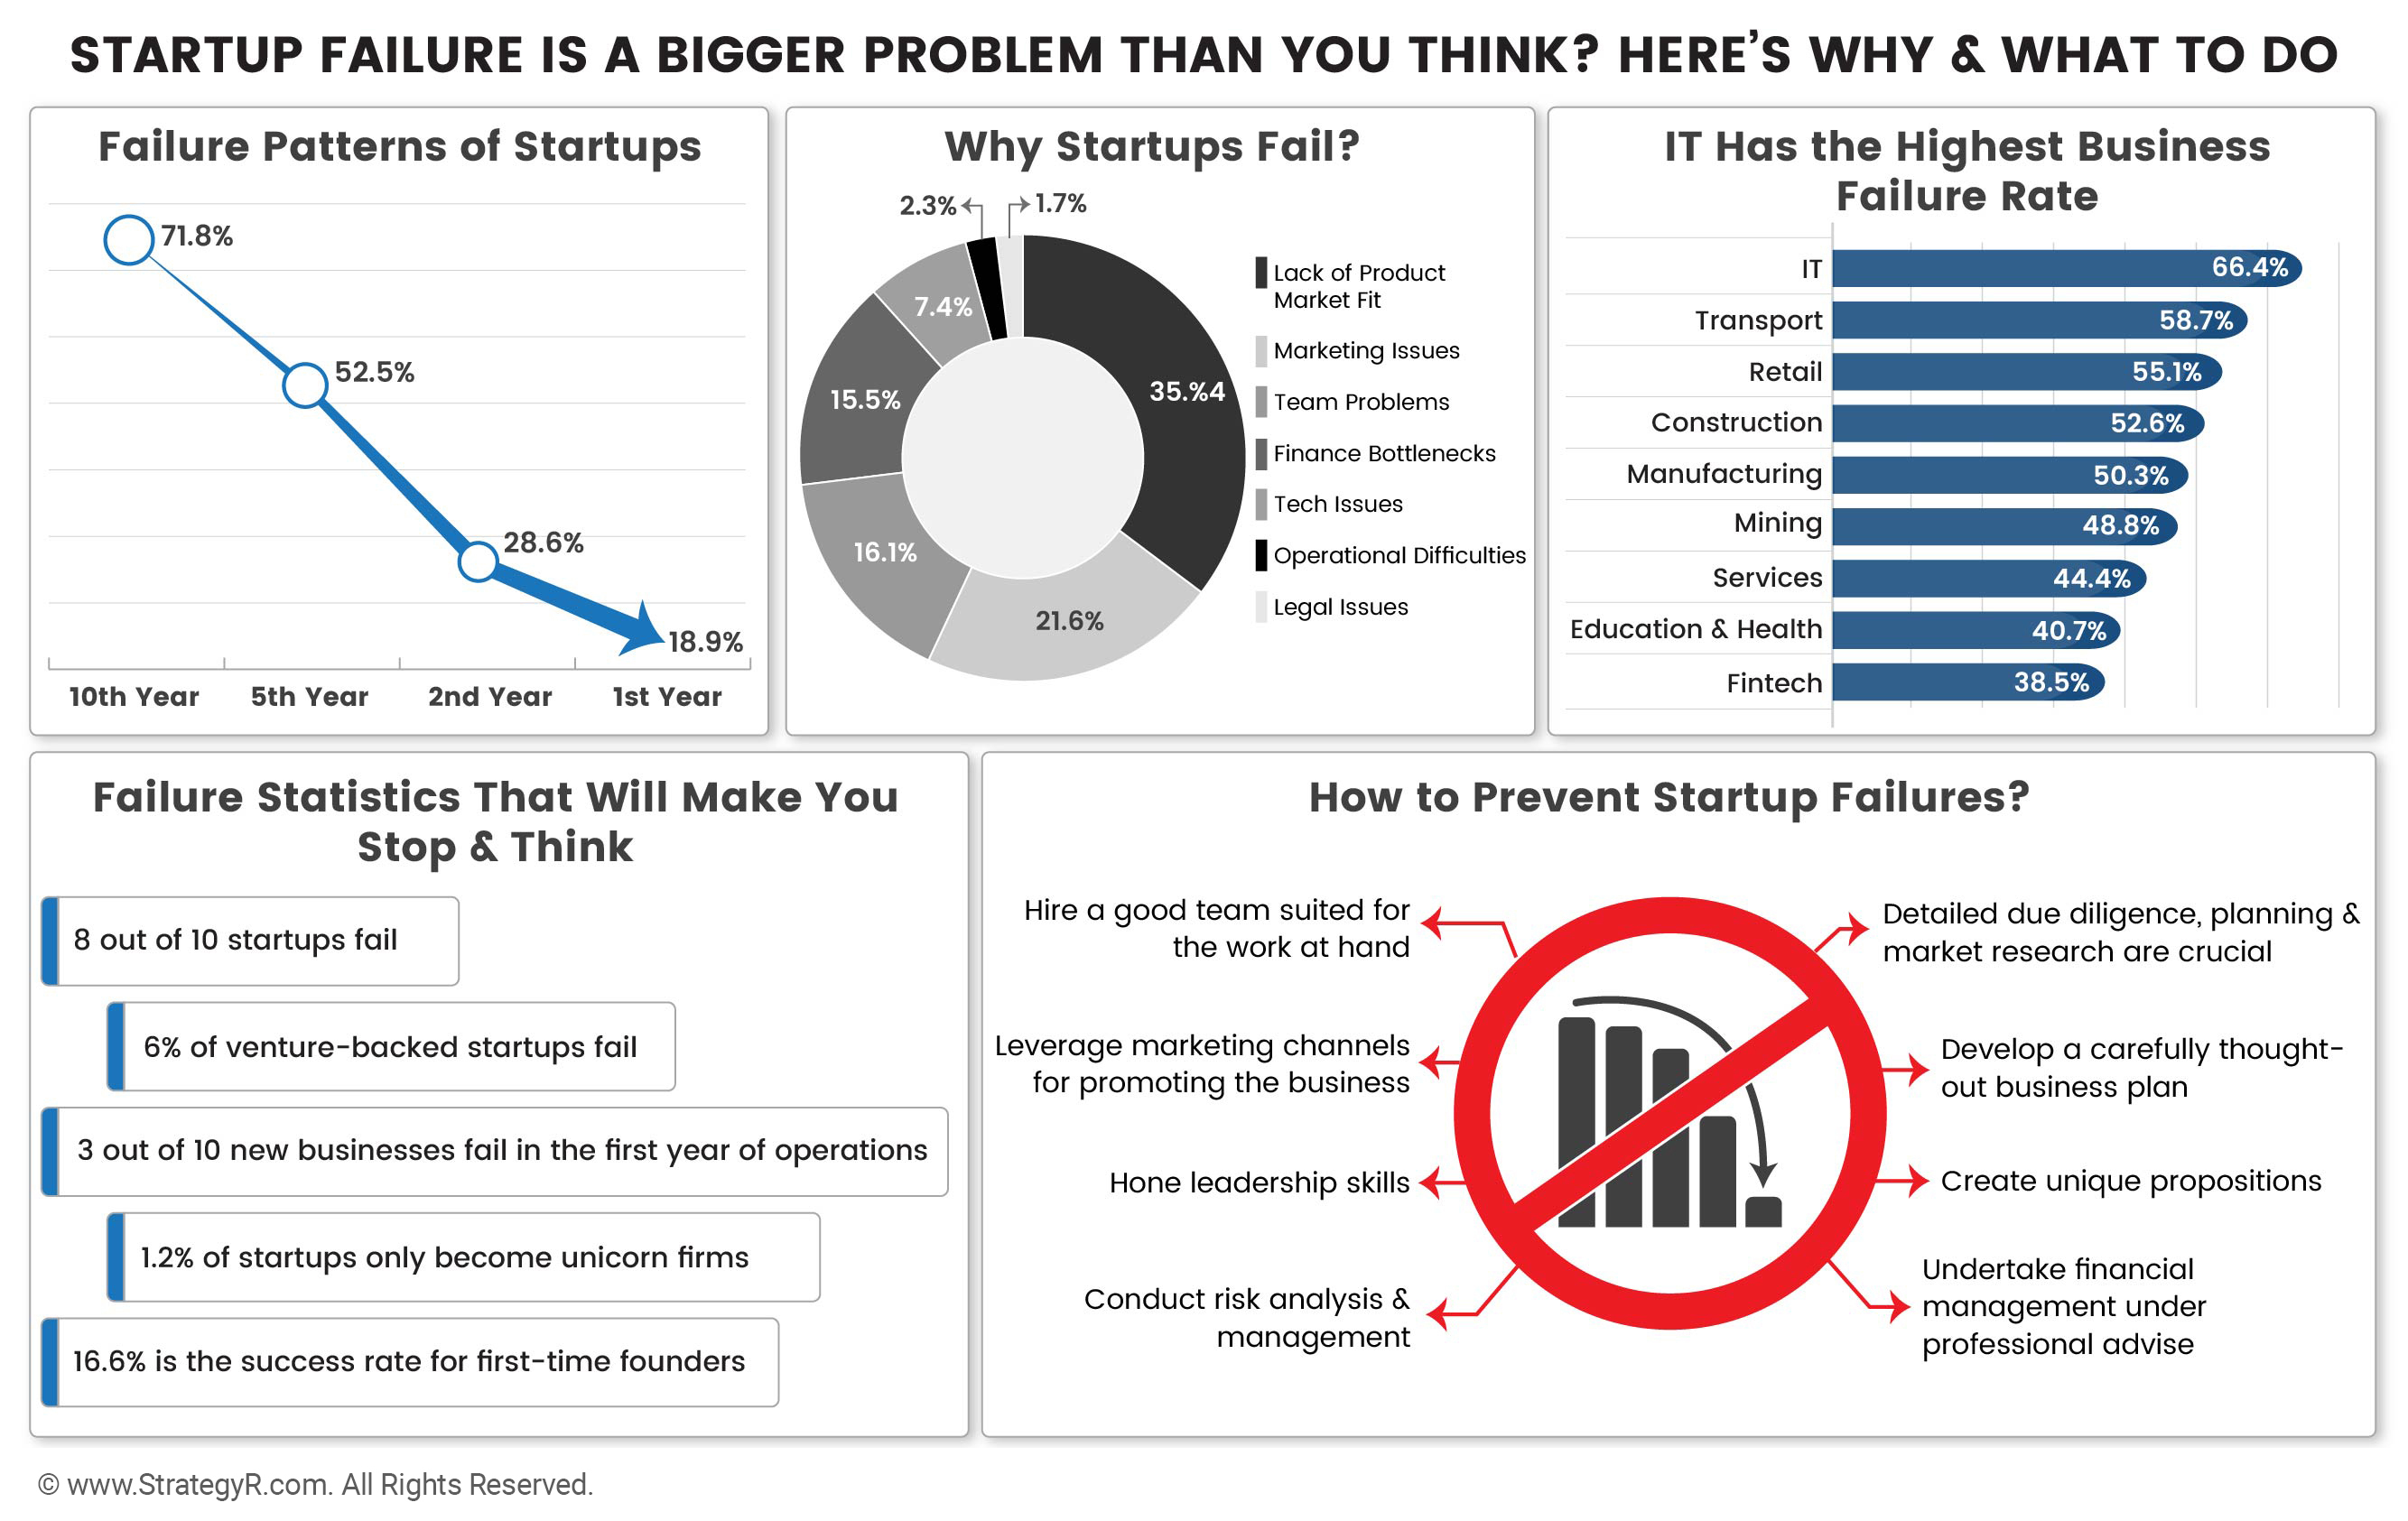 STARTUP FAILURE IS A BIGGER PROBLEM THAN YOU THINK? HERE'S WHY & WHAT TO DO
Failure Patterns of Startups
71.8%
52.5%
28.6%
18.9%
10th Year
5th Year
2nd Year
1st Year
Why Startups Fail?
2.3%
1.7%
7.4%
15.5%
35.%4
16.1%
21.6%
Lack of Product
Market Fit
Marketing Issues
Team Problems
Finance Bottlenecks
Tech Issues
Operational Difficulties
Legal Issues
IT Has the Highest Business
Failure Rate
IT 66.4%
Transport 58.7%
Retail 55.1%
Construction 52.6%
Manufacturing 50.3%
Mining 48.8%
Services 44.4%
Education & Health 40.7%
Fintech 38.5%
Failure Statistics That Will Make You
Stop & Think
8 out of 10 startups fail
6% of venture-backed startups fail
3 out of 10 new businesses fail in the first year of operations
1.2% of startups only become unicorn firms
16.6% is the success rate for first-time founders
How to Prevent Startup Failures?
Hire a good team suited for
the work at hand
Leverage marketing channels
for promoting the business
Hone leadership skills
Conduct risk analysis &
management
Detailed due diligence, planning &
market research are crucial
Develop a carefully thought-
out business plan
Create unique propositions
Undertake financial
management under
professional advise
© www.StrategyR.com. All Rights Reserved.